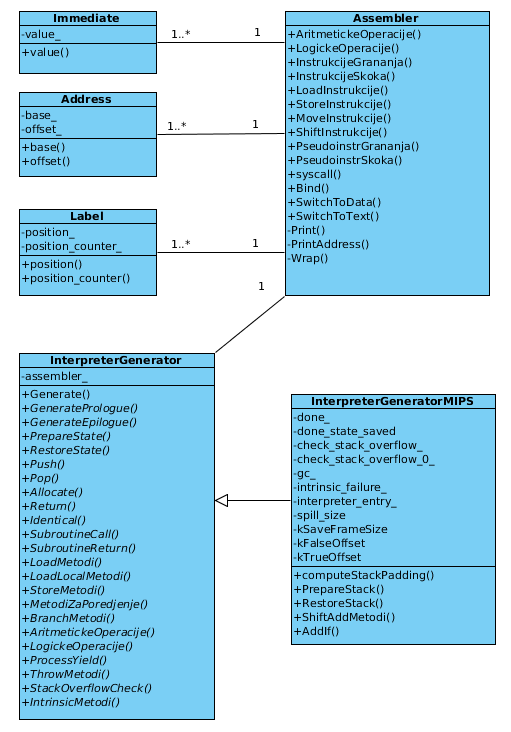 Immediate
-value_
+value()
1..*
1
Address
-base_
-offset_
+base()
+offset()
1..*
1
Label
-position_
-position_counter_
+position()
+position_counter()
1..*
1
Assembler
+AritmetickeOperacije()
+LogickeOperacije()
+InstrukcijeGrananja()
+InstrukcijeSkoka()
+LoadInstrukcije()
+StoreInstrukcije()
+MoveInstrukcije()
+ShiftInstrukcije()
+PseudoinstrGrananja()
+PseudoinstrSkoka()
+syscall()
+Bind()
+SwitchToData()
+SwitchToText()
-Print()
-PrintAddress()
-Wrap()
1
InterpreterGenerator
-assembler_
+Generate()
+GeneratePrologue()
+GenerateEpilogue()
+PrepareState()
+RestoreState()
+Push()
+Pop()
+Allocate()
+Return()
+Identical()
+SubroutineCall()
+SubroutineReturn()
+LoadMetodi()
+LoadLocalMetodi()
+StoreMetodi()
+MetodiZaPoredjenje()
+BranchMetodi()
+AritmetickeOperacije()
+LogickeOperacije()
+ProcessYield()
+ThrowMetodi()
+StackOverflowCheck()
+IntrinsicMetodi()
InterpreterGeneratorMIPS
-done_
-done_state_saved
-check_stack_overflow_
-check_stack_overflow_0_
-gc_
-intrinsic_failure_
-interpreter_entry_
-spill_size
-kSaveFrameSize
-kFalseOffset
-kTrueOffset
+computeStackPadding()
+PrepareStack()
+RestoreStack()
+ShiftAddMetodi()
+AddIf()